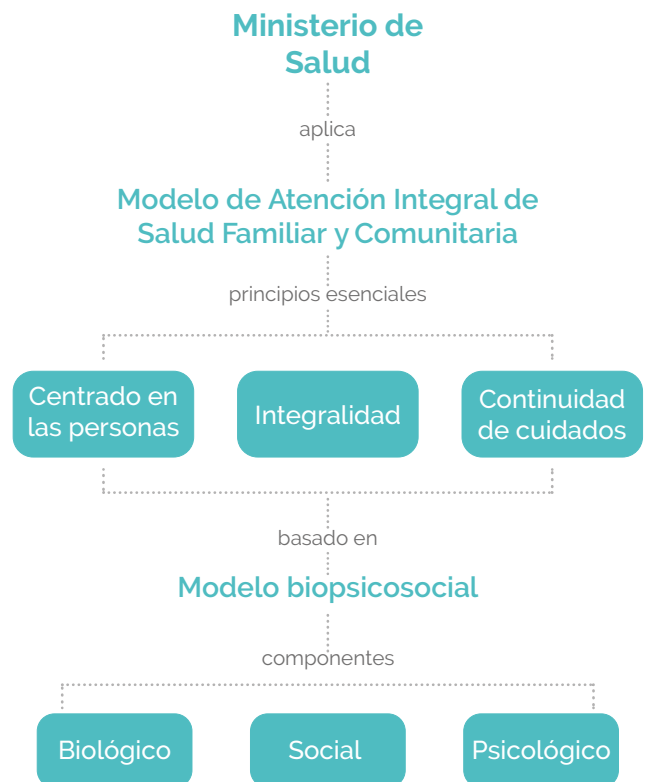 Ministerio de
Salud
aplica
Modelo de Atención Integral de
Salud Familiar y Comunitaria
principios esenciales
Centrado en
las personas
Integralidad
Continuidad
de cuidados
basado en
Modelo biopsicosocial
componentes
Biológico
Social
Psicológico